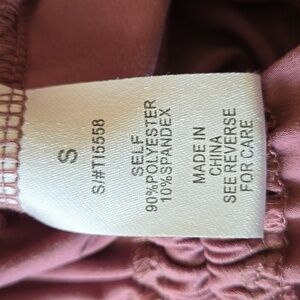 S
S/#Ti5558
SELF
90%POLYESTER
10%SPANDEX
MADE IN
CHINA
SEE REVERSE
FOR CARE